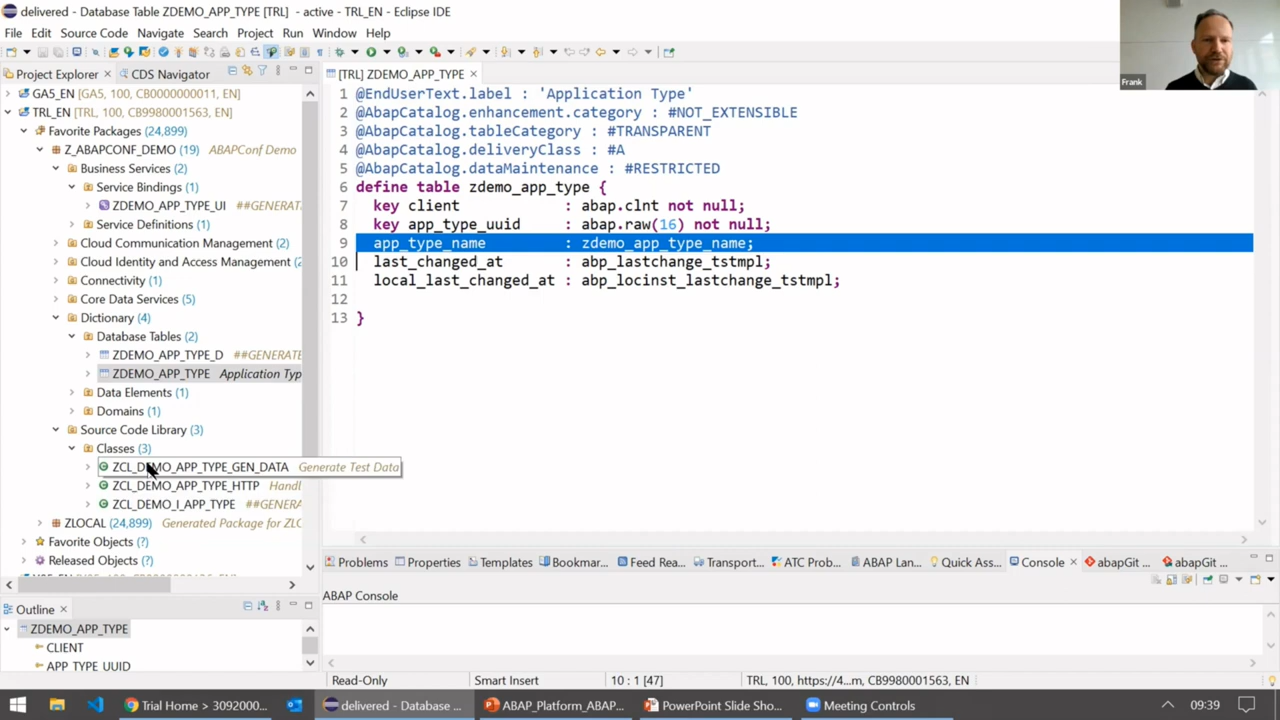 delivered - Database Table ZDEMO_APP_TYPE [TRL] - active - TRL_EN - Eclipse IDE
File Edit Source Code Navigate Search Project Run Window Help
Project Explorer CDS Navigator
GA5_EN [GA5, 100, CB0000000011, EN]
TRL_EN [TRL, 100, CB9980001563, EN]
Favorite Packages (24,899)
Z_ABAPCONF_DEMO (19) ABAPConf Demo
Business Services (2)
Service Bindings (1)
ZDEMO_APP_TYPE_UI ##GENERAT
Service Definitions (1)
Cloud Communication Management (2)
Cloud Identity and Access Management (2
Connectivity (1)
Core Data Services (5)
Dictionary (4)
Database Tables (2)
ZDEMO_APP_TYPE_D ##GENERATE
ZDEMO_APP_TYPE Application Typ
Data Elements (1)
Domains (1)
Source Code Library (3)
Classes (3)
ZCL_DEMO_APP_TYPE_GEN_DATA Generate Test Data
ZCL_DEMO_APP_TYPE_HTTP Handl
ZCL_DEMO_I_APP_TYPE ##GENERA
ZLOCAL (24,899) Generated Package for ZLC
Favorite Objects (?)
Released Objects (?)
Outline
ZDEMO_APP_TYPE
CLIENT
APP_TYPE_UUID
[TRL] ZDEMO_APP_TYPE
1 @EndUserText.label : 'Application Type'
2 @AbapCatalog.enhancement.category : #NOT_EXTENSIBLE
3 @AbapCatalog.tableCategory : #TRANSPARENT
4 @AbapCatalog.deliveryClass : #A
5 @AbapCatalog.dataMaintenance : #RESTRICTED
6 define table zdemo_app_type {
7 key client : abap.clnt not null;
8 key app_type_uuid : abap.raw(16) not null;
9 app_type_name : zdemo_app_type_name;
10 last_changed_at : abp_lastchange_tstmpl;
11 local_last_changed_at : abp_locinst_lastchange_tstmpl;
12
13 }
Frank
Problems Properties Templates Bookmar... Feed Rea... Transport... ATC Prob... ABAP Lan... Quick Ass... Console abapGit ... abapGit ...
ABAP Console
Read-Only Smart Insert 10 : 1 [47] TRL, https://4....m, CB9980001563, EN
Trial Home > 3092000... delivered - Database ... ABAP_Platform_ABAP... PowerPoint Slide Sho... Meeting Controls 09:39